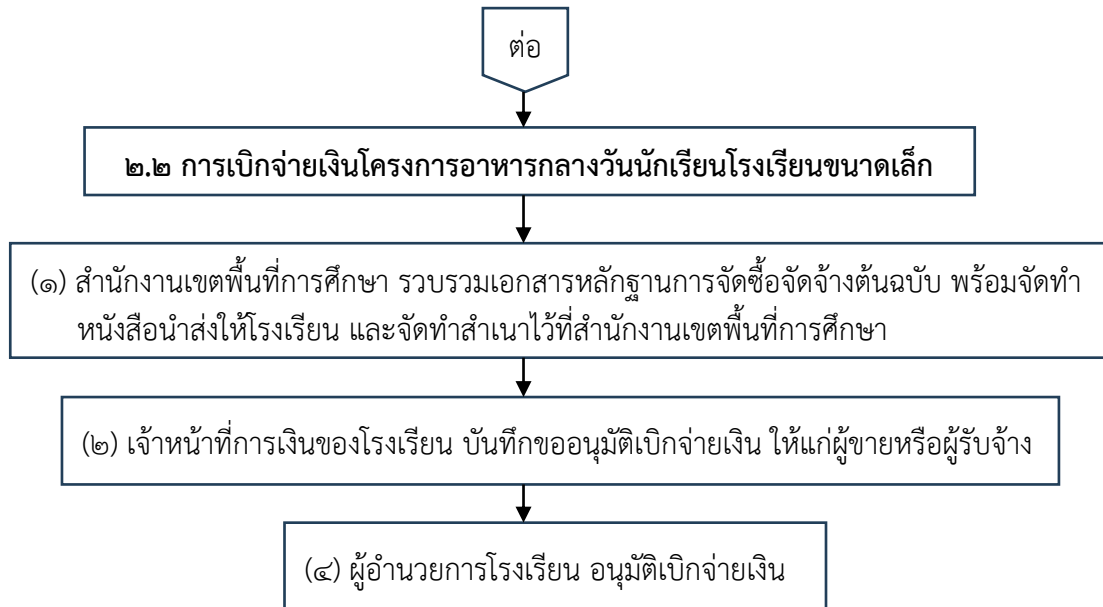 ต่อ
๒.๒ การเบิกจ่ายเงินโครงการอาหารกลางวันนักเรียนโรงเรียนขนาดเล็ก
(๑) สำนักงานเขตพื้นที่การศึกษา รวบรวมเอกสารหลักฐานการจัดซื้อจัดจ้างต้นฉบับ พร้อมจัดทำ
หนังสือนำส่งให้โรงเรียน และจัดทำสำเนาไว้ที่สำนักงานเขตพื้นที่การศึกษา
(๒) เจ้าหน้าที่การเงินของโรงเรียน บันทึกขออนุมัติเบิกจ่ายเงิน ให้แก่ผู้ขายหรือผู้รับจ้าง
(๔) ผู้อำนวยการโรงเรียน อนุมัติเบิกจ่ายเงิน